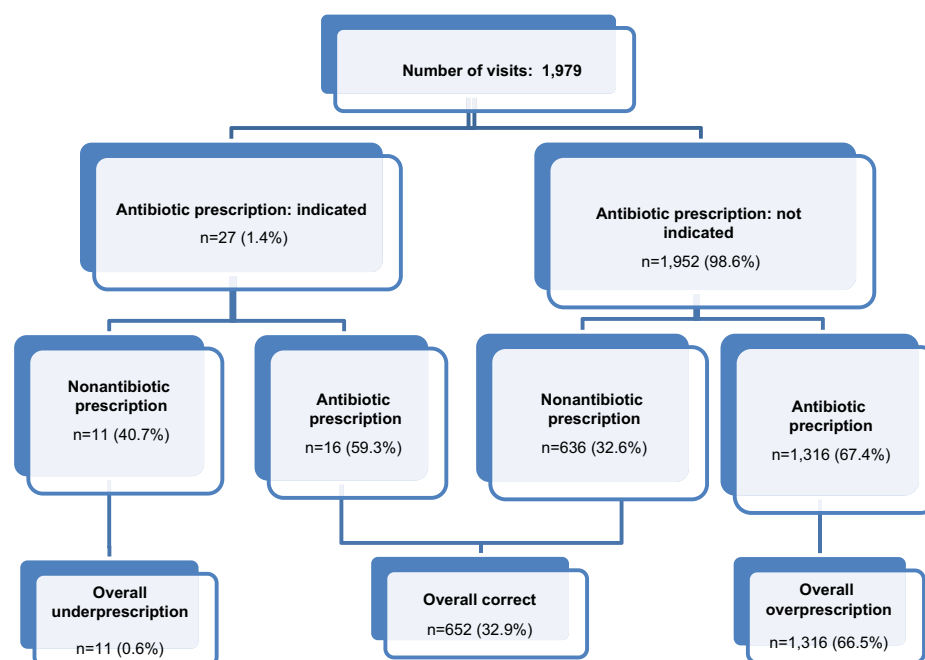 Number of visits: 1,979
Antibiotic prescription: indicated
n=27 (1.4%)
Antibiotic prescription: not
indicated
n=1,952 (98.6%)
Nonantibiotic
prescription
n=11 (40.7%)
Antibiotic
prescription
n=16 (59.3%)
Nonantibiotic
prescription
n=636 (32.6%)
Antibiotic
precription
n=1,316 (67.4%)
Overall
underprescription
n=11 (0.6%)
Overall correct
n=652 (32.9%)
Overall
overprescription
n=1,316 (66.5%)